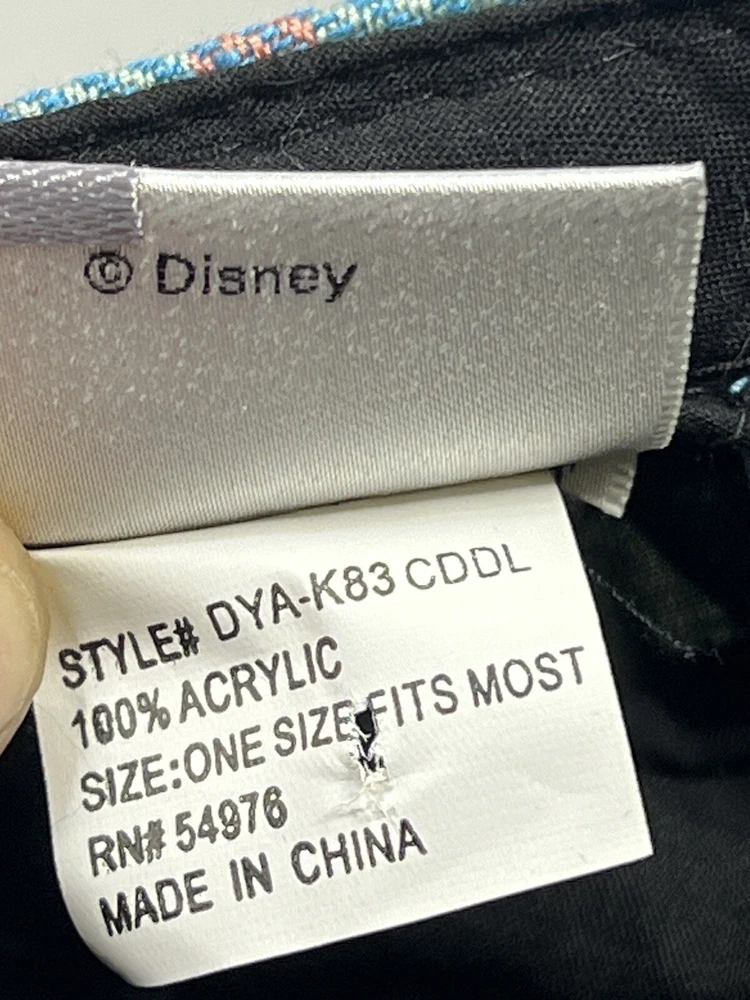 © Disney
STYLE# DYA-K83 CDDL
100% ACRYLIC
SIZE:ONE SIZE FITS MOST
RN# 54976
MADE IN CHINA